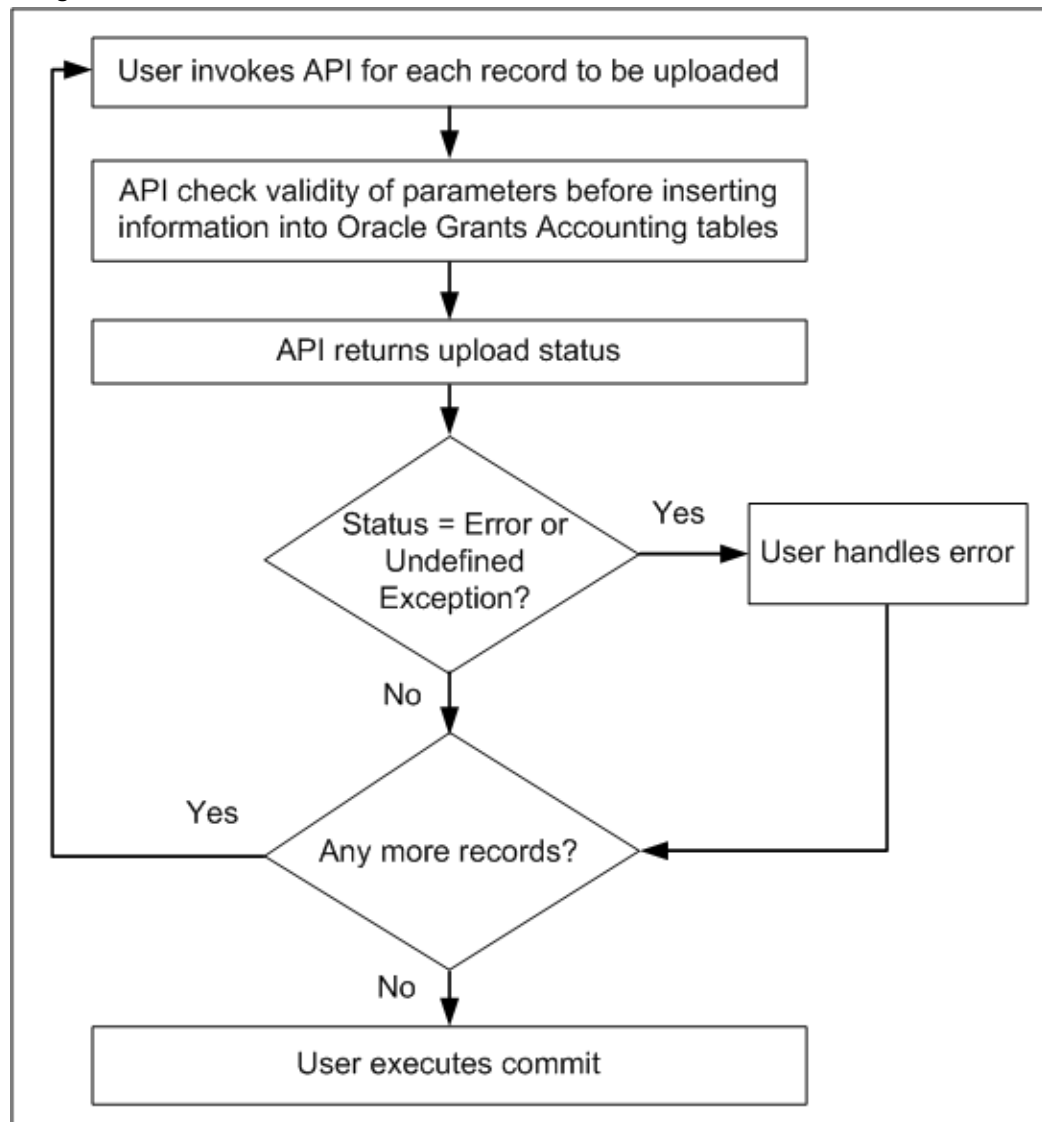 User invokes API for each record to be uploaded
API check validity of parameters before inserting
information into Oracle Grants Accounting tables
API returns upload status
Status = Error or
Undefined
Exception?
Yes
User handles error
No
Any more records?
Yes
No
User executes commit